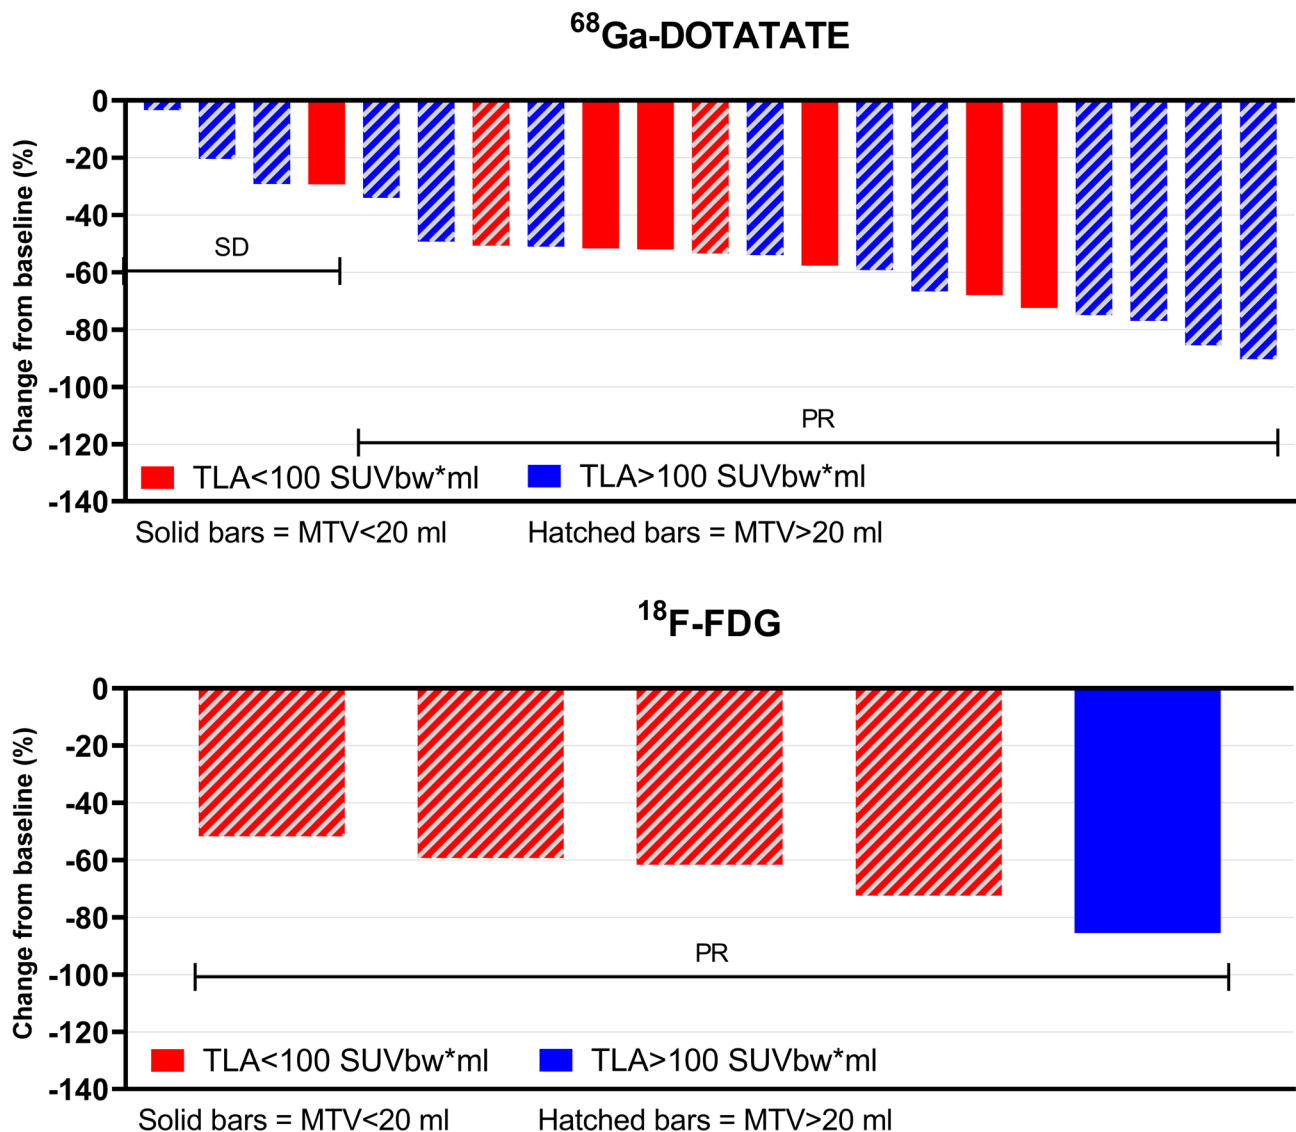 ⁶⁸Ga-DOTATATE
Change from baseline (%)
0
-20
-40
-60
-80
-100
-120
-140
SD
PR
TLA<100 SUVbw*ml TLA>100 SUVbw*ml
Solid bars = MTV<20 ml Hatched bars = MTV>20 ml
¹⁸F-FDG
Change from baseline (%)
0
-20
-40
-60
-80
-100
-120
-140
PR
TLA<100 SUVbw*ml TLA>100 SUVbw*ml
Solid bars = MTV<20 ml Hatched bars = MTV>20 ml